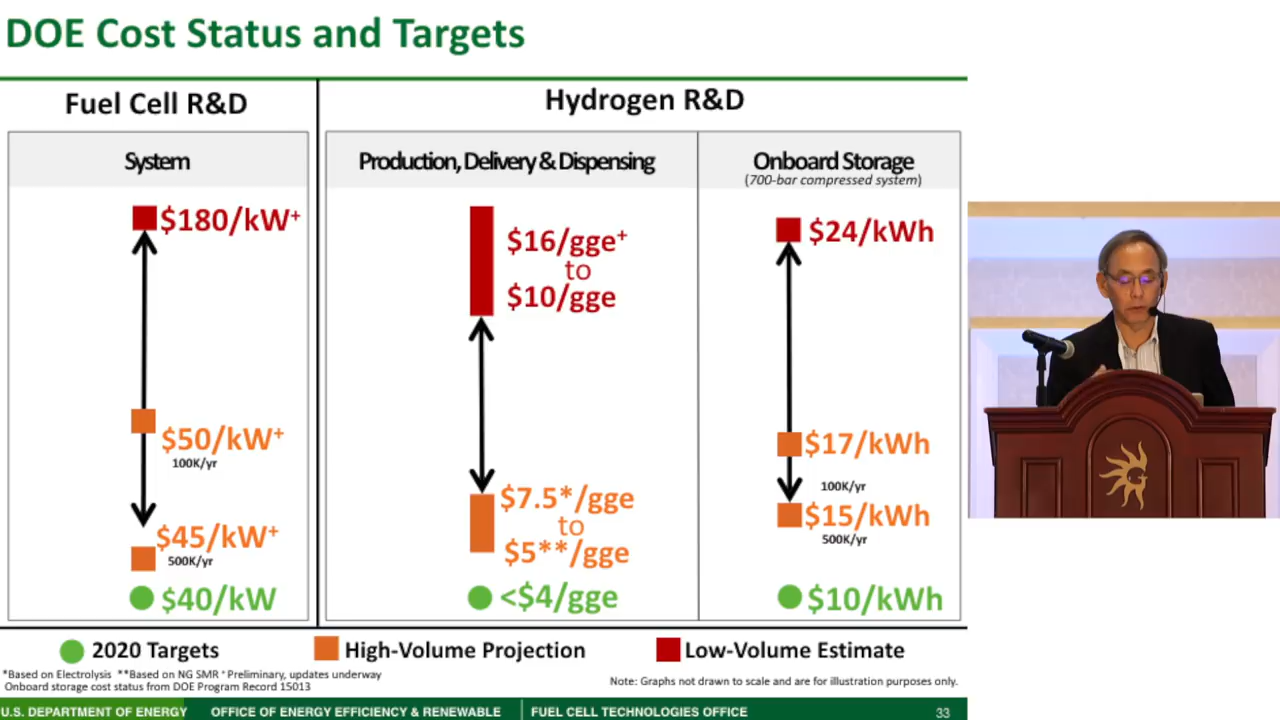 DOE Cost Status and Targets
Fuel Cell R&D
Hydrogen R&D
System
Production, Delivery & Dispensing
Onboard Storage
(700-bar compressed system)
$180/kW⁺
$50/kW⁺
100K/yr
$45/kW⁺
500K/yr
$40/kW
$16/gge⁺
to
$10/gge
$7.5*/gge
to
$5**/gge
<$4/gge
$24/kWh
$17/kWh
100K/yr
$15/kWh
500K/yr
$10/kWh
2020 Targets
High-Volume Projection
Low-Volume Estimate
*Based on Electrolysis **Based on NG SMR ⁺ Preliminary, updates underway
Onboard storage cost status from DOE Program Record 15013
Note: Graphs not drawn to scale and are for illustration purposes only.
U.S. DEPARTMENT OF ENERGY
OFFICE OF ENERGY EFFICIENCY & RENEWABLE
FUEL CELL TECHNOLOGIES OFFICE
33